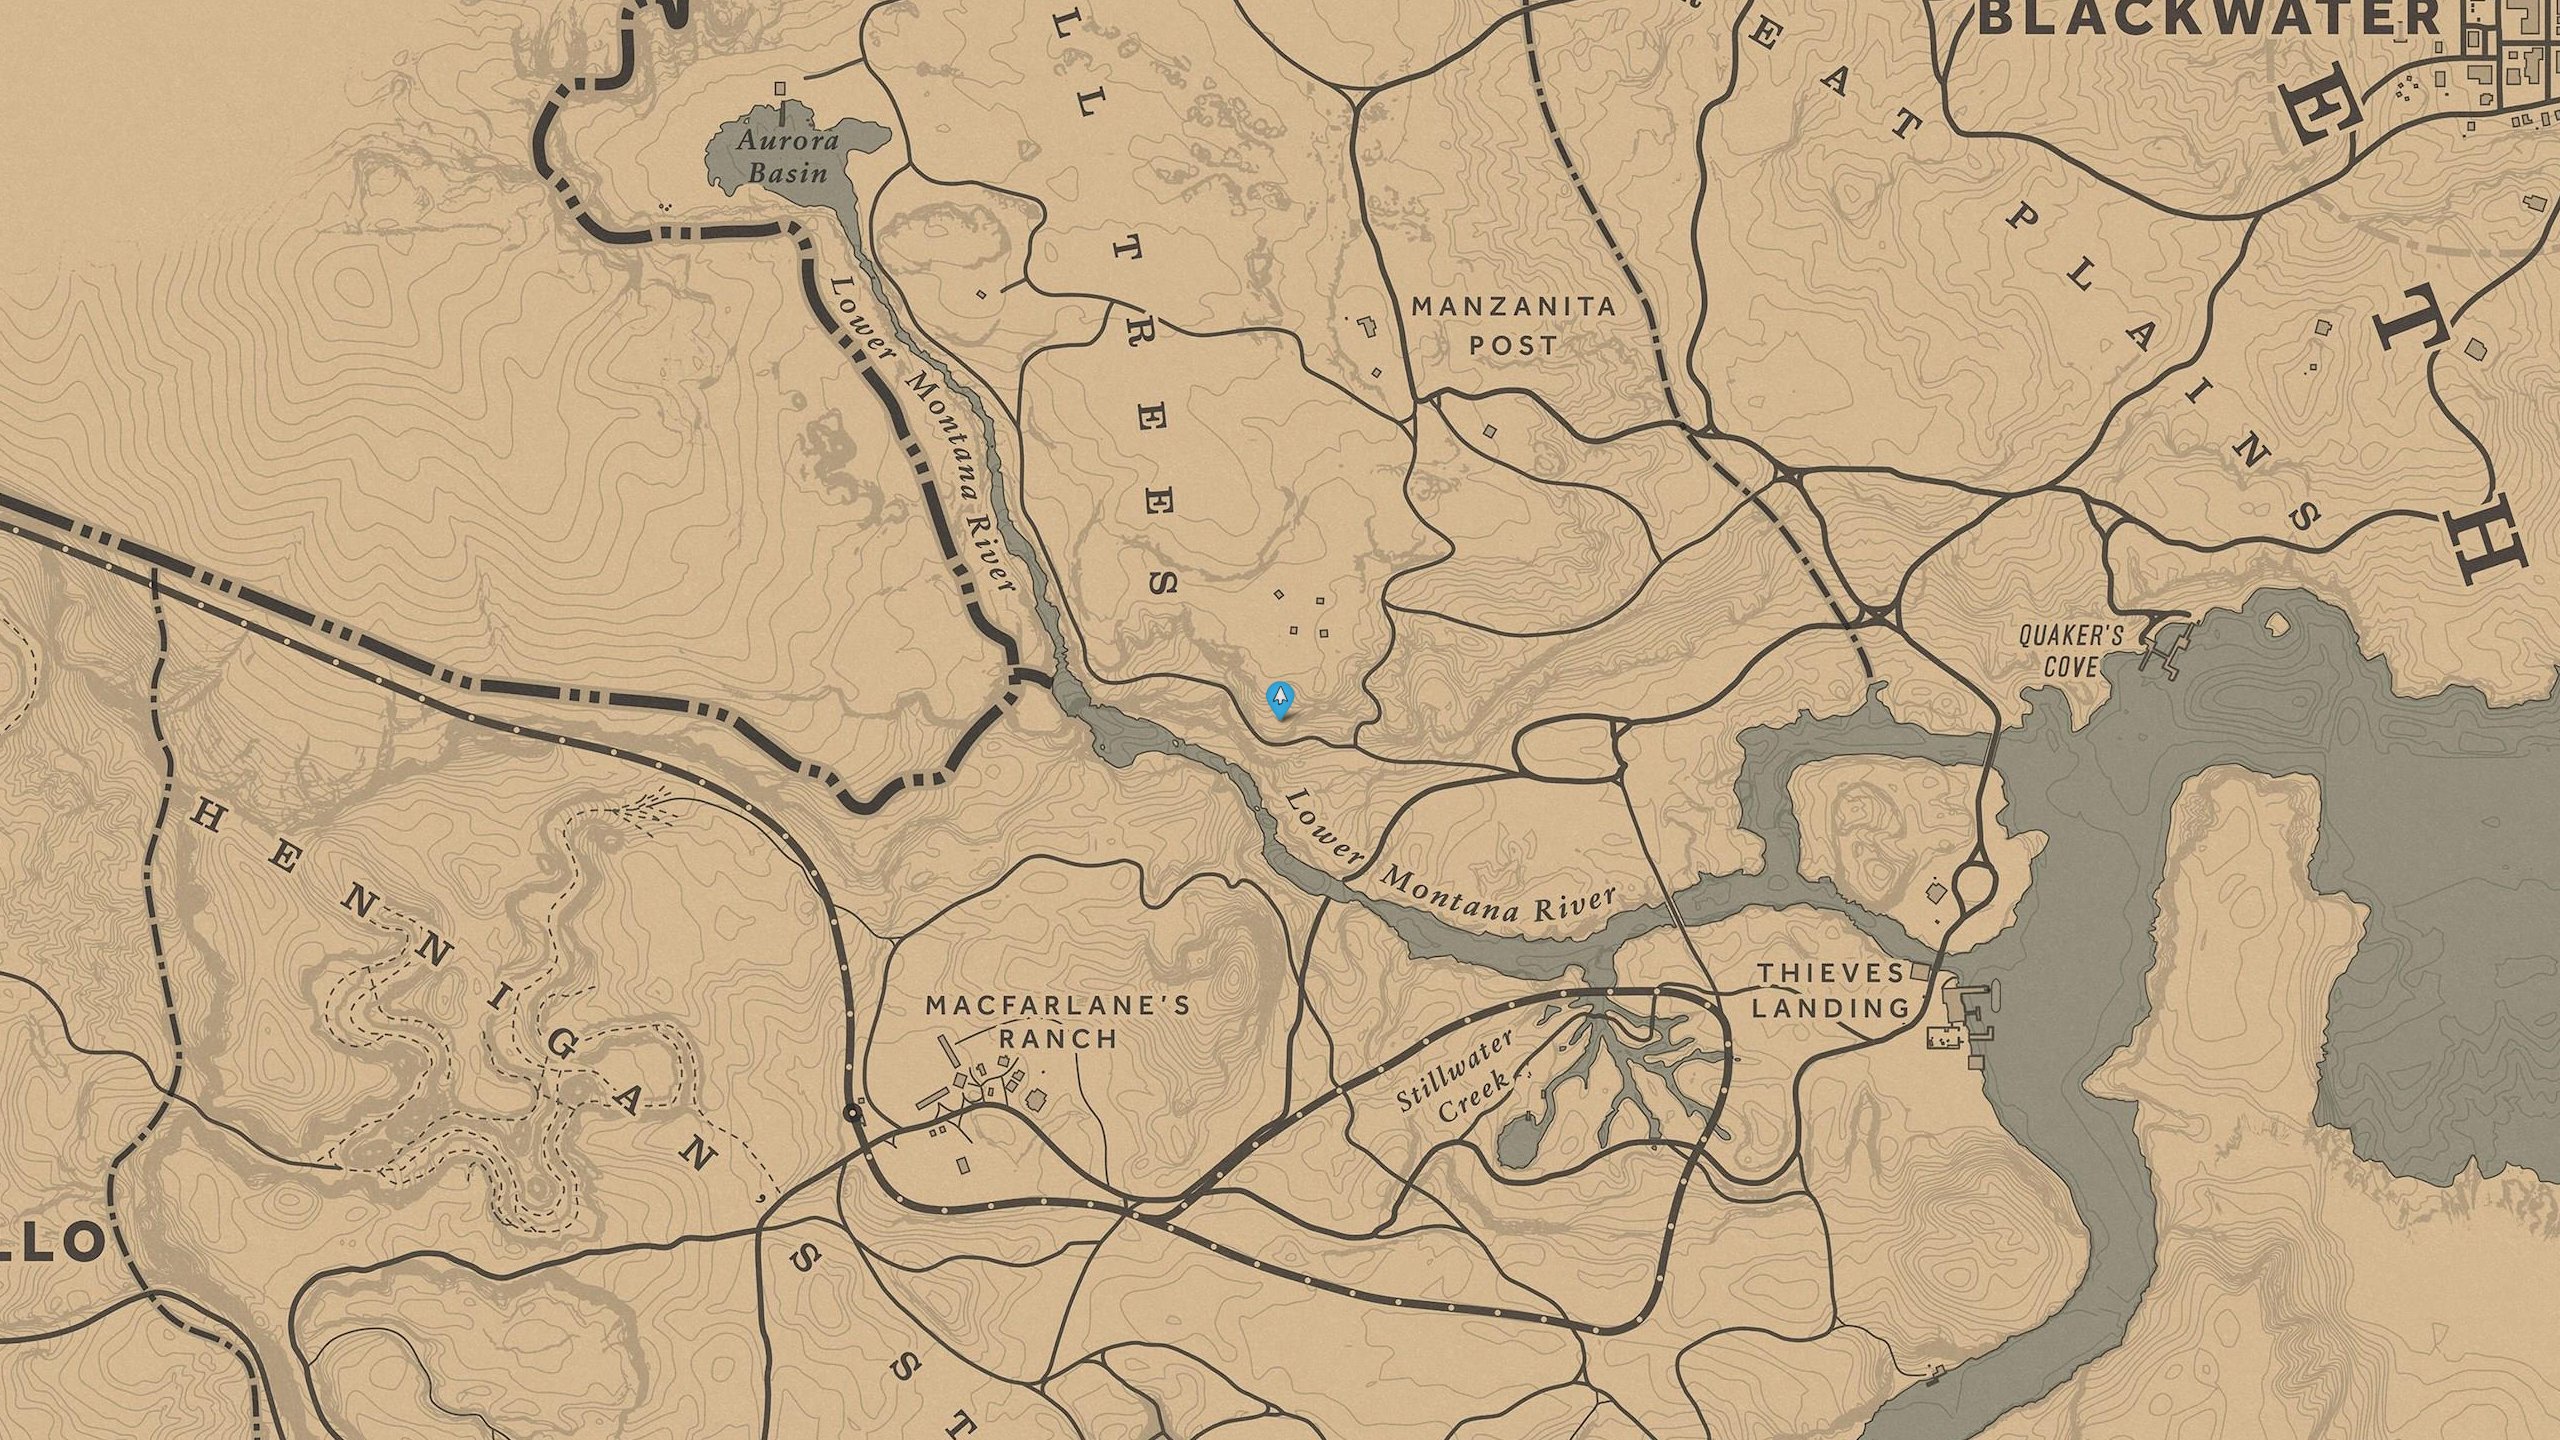 BLACKWATER
L
L
T
R
E
E
S
E
A
T
P
L
A
I
N
S
E
T
H
Aurora
Basin
Lower Montana River
MANZANITA
POST
QUAKER'S
COVE
Lower Montana River
H
E
N
N
I
G
A
N
'
S
S
T
MACFARLANE'S
RANCH
THIEVES
LANDING
Stillwater
Creek
LLO